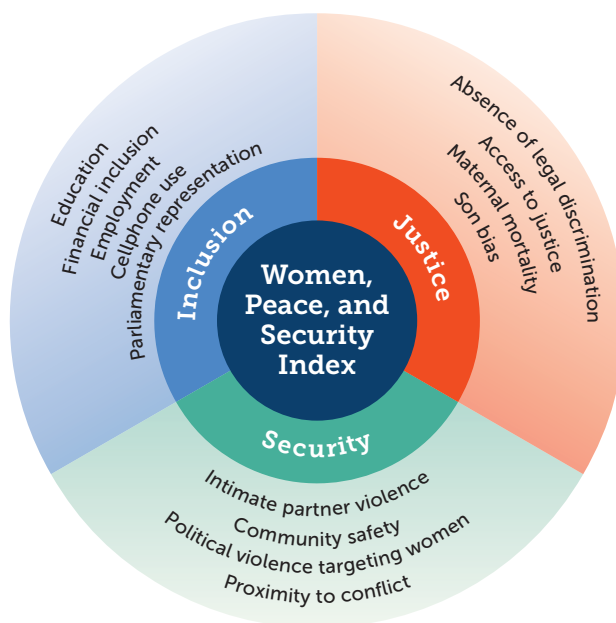 Women,
Peace, and
Security
Index
Inclusion
Education
Financial inclusion
Employment
Cellphone use
Parliamentary representation
Justice
Absence of legal discrimination
Access to justice
Maternal mortality
Son bias
Security
Intimate partner violence
Community safety
Political violence targeting women
Proximity to conflict